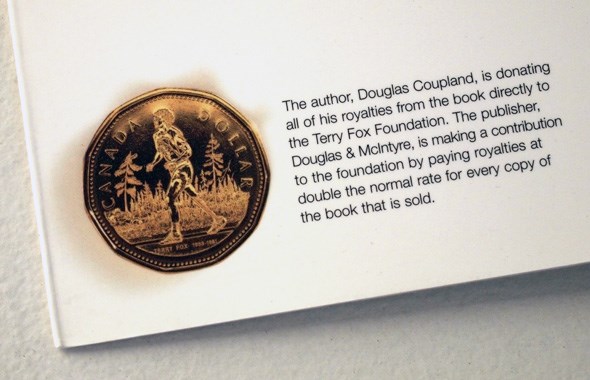 CANADA DOLLAR
TERRY FOX 1958-1981
The author, Douglas Coupland, is donating
all of his royalties from the book directly to
the Terry Fox Foundation. The publisher,
Douglas & McIntyre, is making a contribution
to the foundation by paying royalties at
double the normal rate for every copy of
the book that is sold.